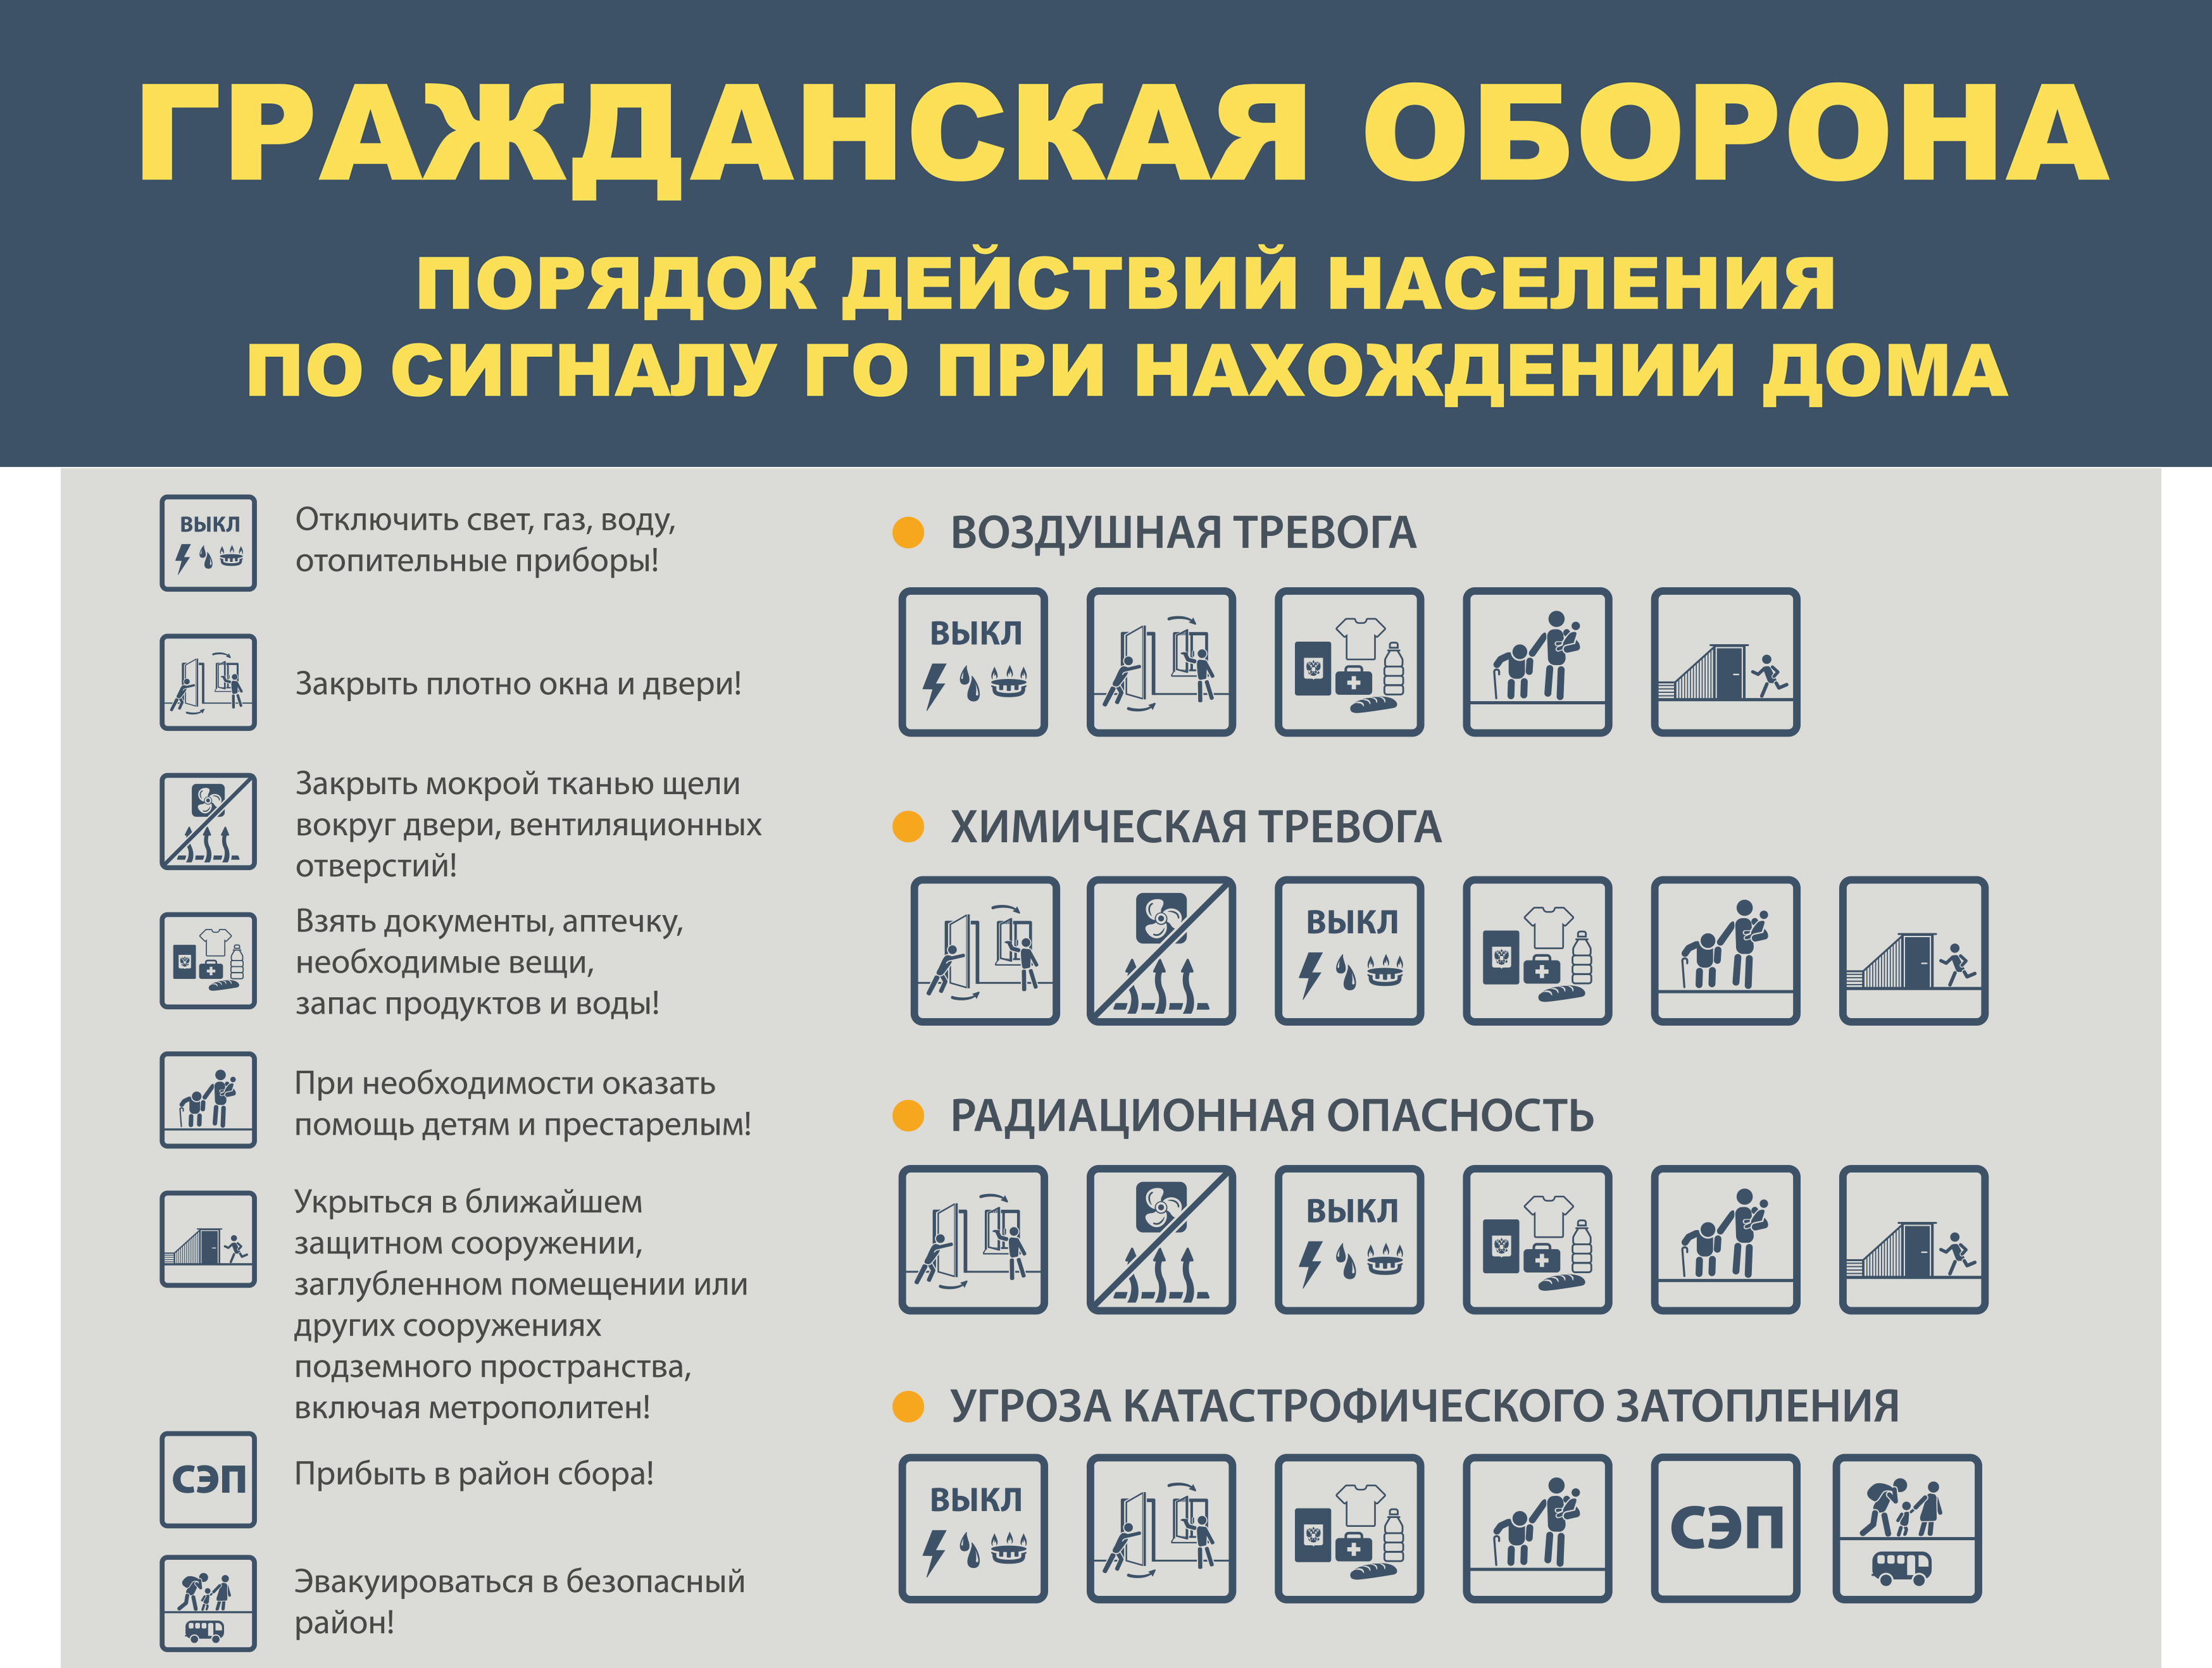 ГРАЖДАНСКАЯ ОБОРОНА
ПОРЯДОК ДЕЙСТВИЙ НАСЕЛЕНИЯ
ПО СИГНАЛУ ГО ПРИ НАХОЖДЕНИИ ДОМА
ВЫКЛ
Отключить свет, газ, воду,
отопительные приборы!
Закрыть плотно окна и двери!
Закрыть мокрой тканью щели
вокруг двери, вентиляционных
отверстий!
Взять документы, аптечку,
необходимые вещи,
запас продуктов и воды!
При необходимости оказать
помощь детям и престарелым!
Укрыться в ближайшем
защитном сооружении,
заглубленном помещении или
других сооружениях
подземного пространства,
включая метрополитен!
СЭП
Прибыть в район сбора!
Эвакуироваться в безопасный
район!
ВОЗДУШНАЯ ТРЕВОГА
ВЫКЛ
ХИМИЧЕСКАЯ ТРЕВОГА
ВЫКЛ
РАДИАЦИОННАЯ ОПАСНОСТЬ
ВЫКЛ
УГРОЗА КАТАСТРОФИЧЕСКОГО ЗАТОПЛЕНИЯ
ВЫКЛ
СЭП